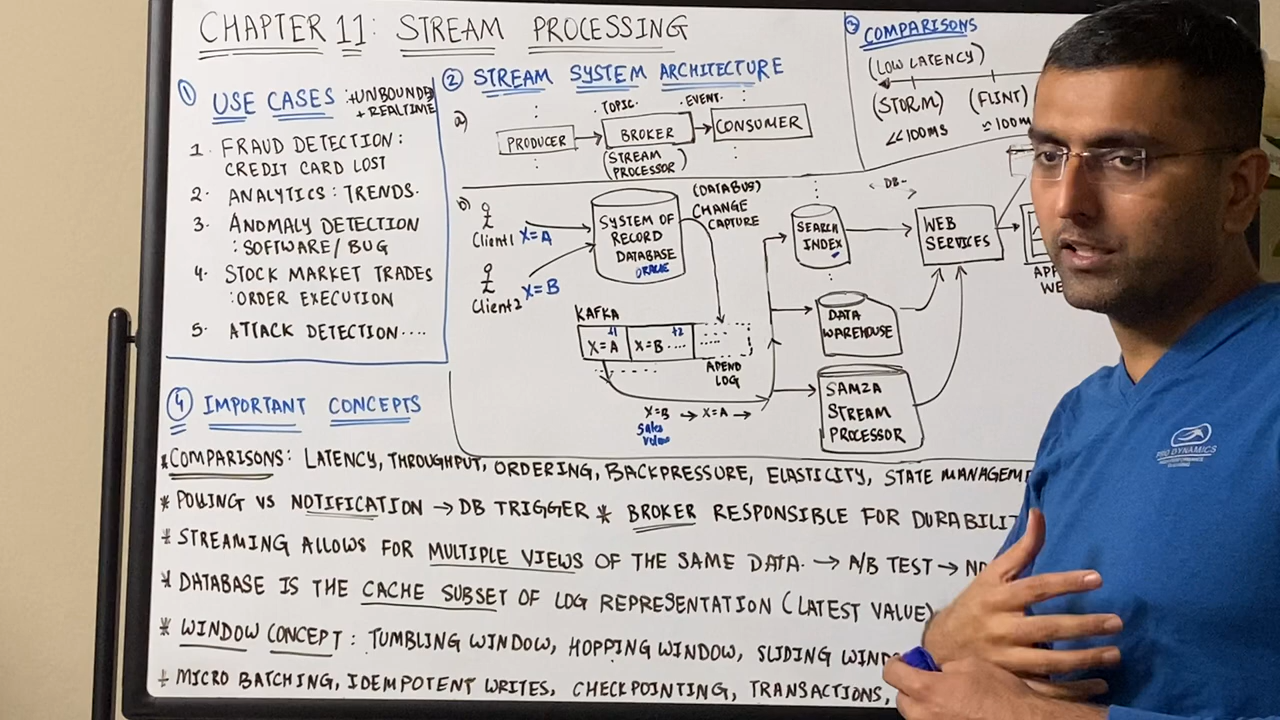 CHAPTER 11: STREAM PROCESSING
① USE CASES : +UNBOUNDED
+ REALTIME
1. FRAUD DETECTION:
CREDIT CARD LOST
2. ANALYTICS: TRENDS.
3. ANOMALY DETECTION
: SOFTWARE/BUG
4. STOCK MARKET TRADES
: ORDER EXECUTION
5. ATTACK DETECTION....
② STREAM SYSTEM ARCHITECTURE
a)
TOPIC.
EVENT.
PRODUCER
BROKER
CONSUMER
(STREAM
PROCESSOR)
b)
Client1 X=A
Client2 X=B
SYSTEM OF
RECORD
DATABASE
ORACLE
(DATABUS)
CHANGE
CAPTURE
KAFKA
X=A
X=B ....
APEND
LOG
X=B → X=A →
Sales
SEARCH
INDEX
DATA
WAREHOUSE
SAMZA
STREAM
PROCESSOR
DB
WEB
SERVICES
③ COMPARISONS
(LOW LATENCY)
(STORM) (FLINT)
<<100MS
④ IMPORTANT CONCEPTS
* COMPARISONS: LATENCY, THROUGHPUT, ORDERING, BACKPRESSURE, ELASTICITY, STATE MANAGEM
* POLLING VS NOTIFICATION → DB TRIGGER * BROKER RESPONSIBLE FOR DURABILIT
* STREAMING ALLOWS FOR MULTIPLE VIEWS OF THE SAME DATA. → A/B TEST →
* DATABASE IS THE CACHE SUBSET OF LOG REPRESENTATION (LATEST VALUE)
* WINDOW CONCEPT: TUMBLING WINDOW, HOPPING WINDOW, SLIDING WINDO
* MICRO BATCHING, IDEMPOTENT WRITES, CHECKPOINTING, TRANSACTIONS,
PRO DYNAMICS